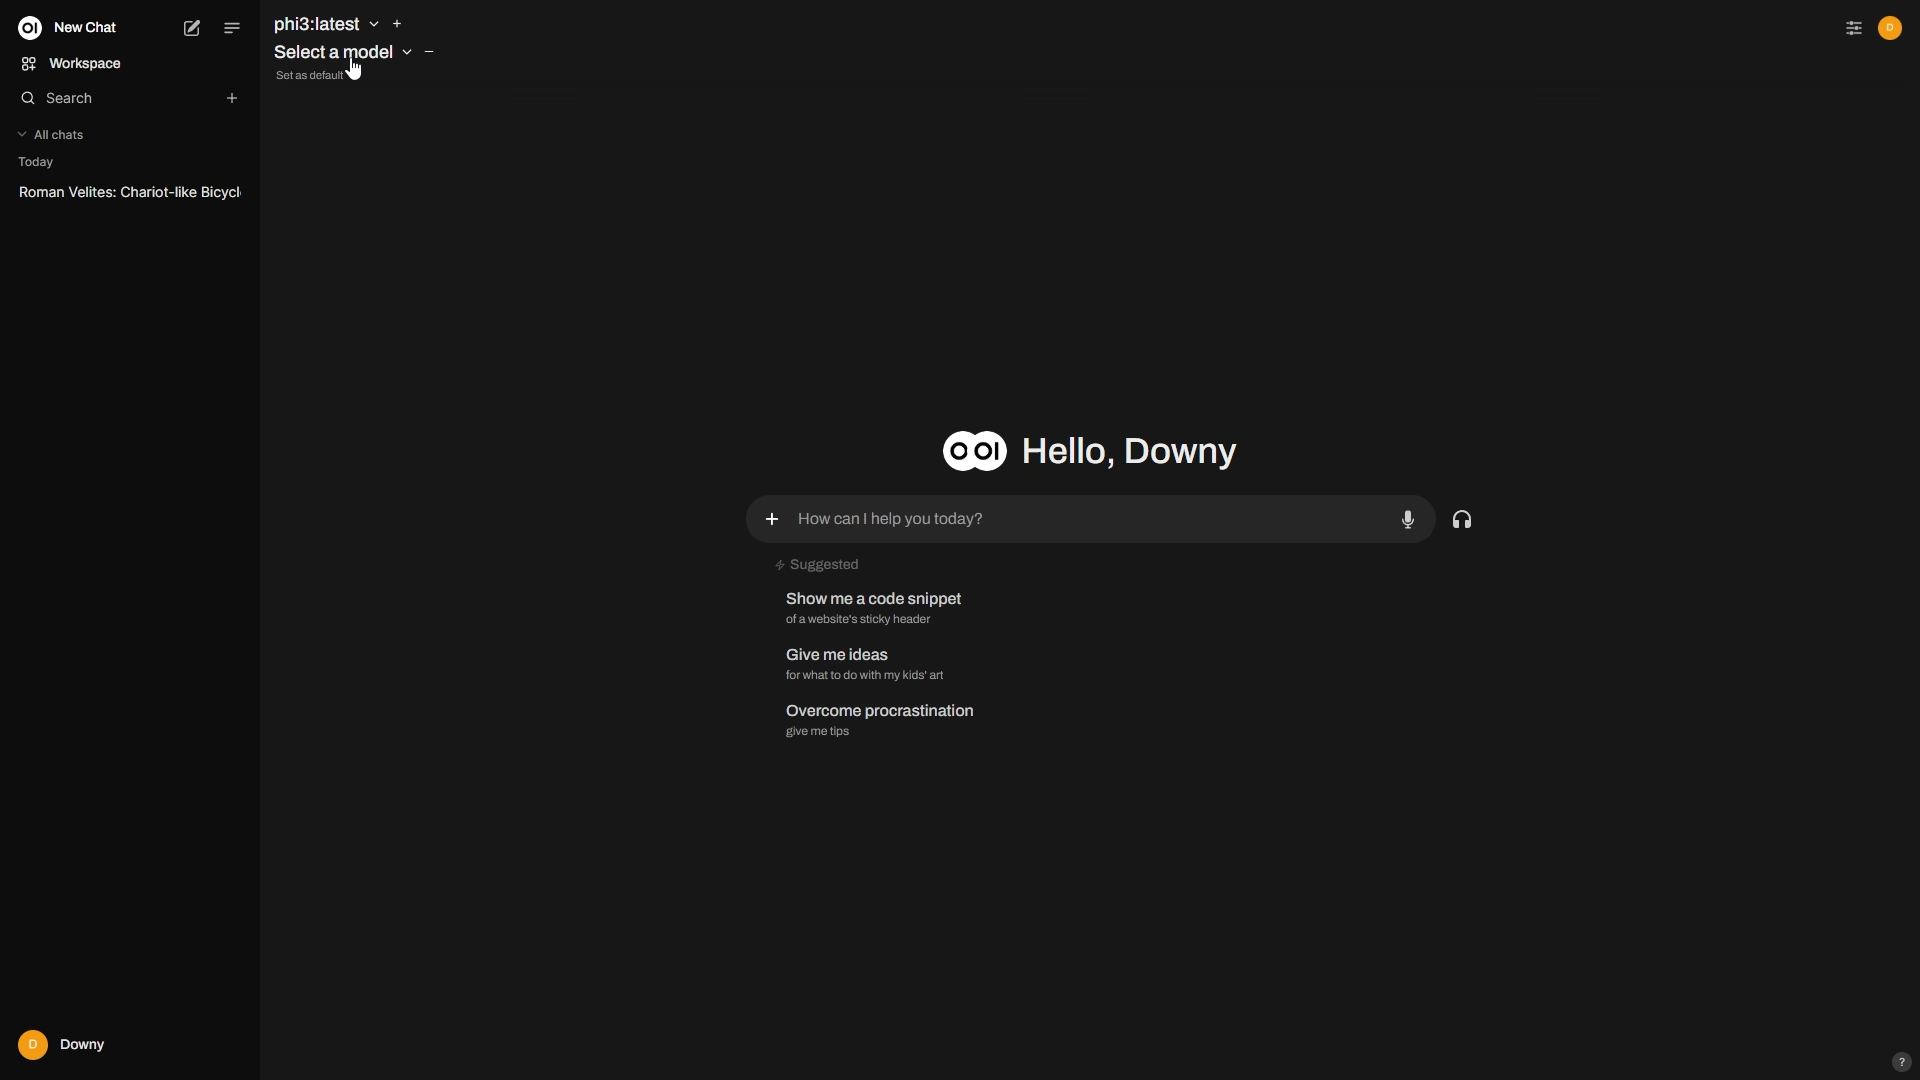 OI New Chat
Workspace
Search
All chats
Today
Roman Velites: Chariot-like Bicycl
D Downy
phi3:latest
Select a model
Set as default
D
O OI Hello, Downy
How can I help you today?
Suggested
Show me a code snippet
of a website's sticky header
Give me ideas
for what to do with my kids' art
Overcome procrastination
give me tips
?